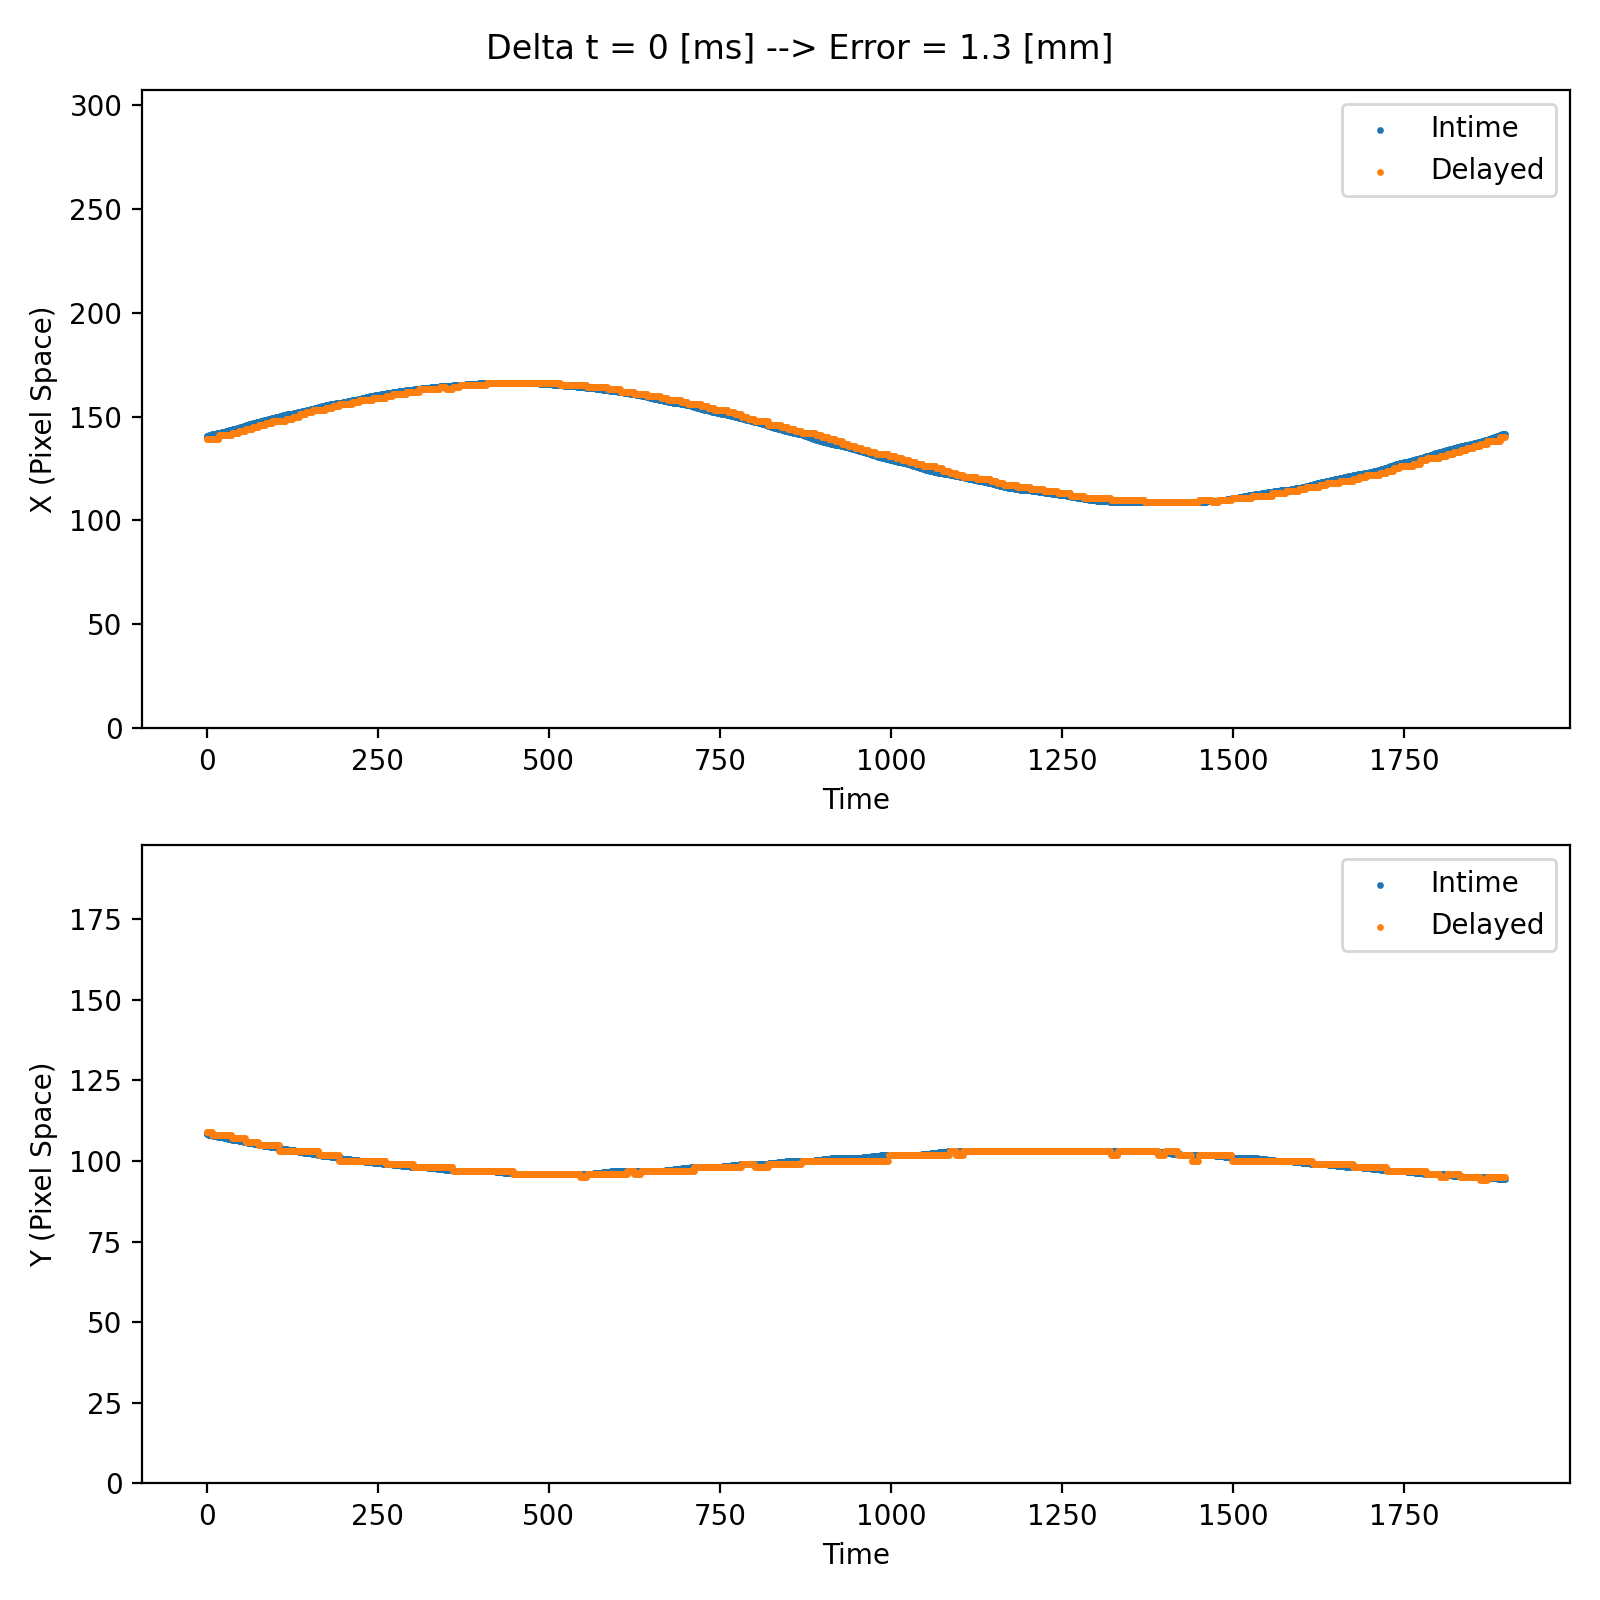 Delta t = 0 [ms] --> Error = 1.3 [mm]
300
250
200
150
100
50
0
X (Pixel Space)
Intime
Delayed
0 250 500 750 1000 1250 1500 1750
Time
175
150
125
100
75
50
25
0
Y (Pixel Space)
Intime
Delayed
0 250 500 750 1000 1250 1500 1750
Time